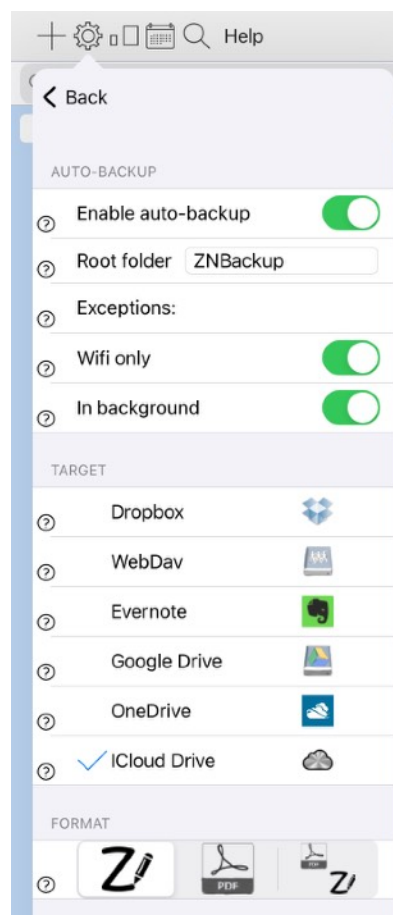 Help
Back
AUTO-BACKUP
Enable auto-backup
Root folder ZNBackup
Exceptions:
Wifi only
In background
TARGET
Dropbox
WebDav
Evernote
Google Drive
OneDrive
ICloud Drive
FORMAT
Z PDF PDF Z